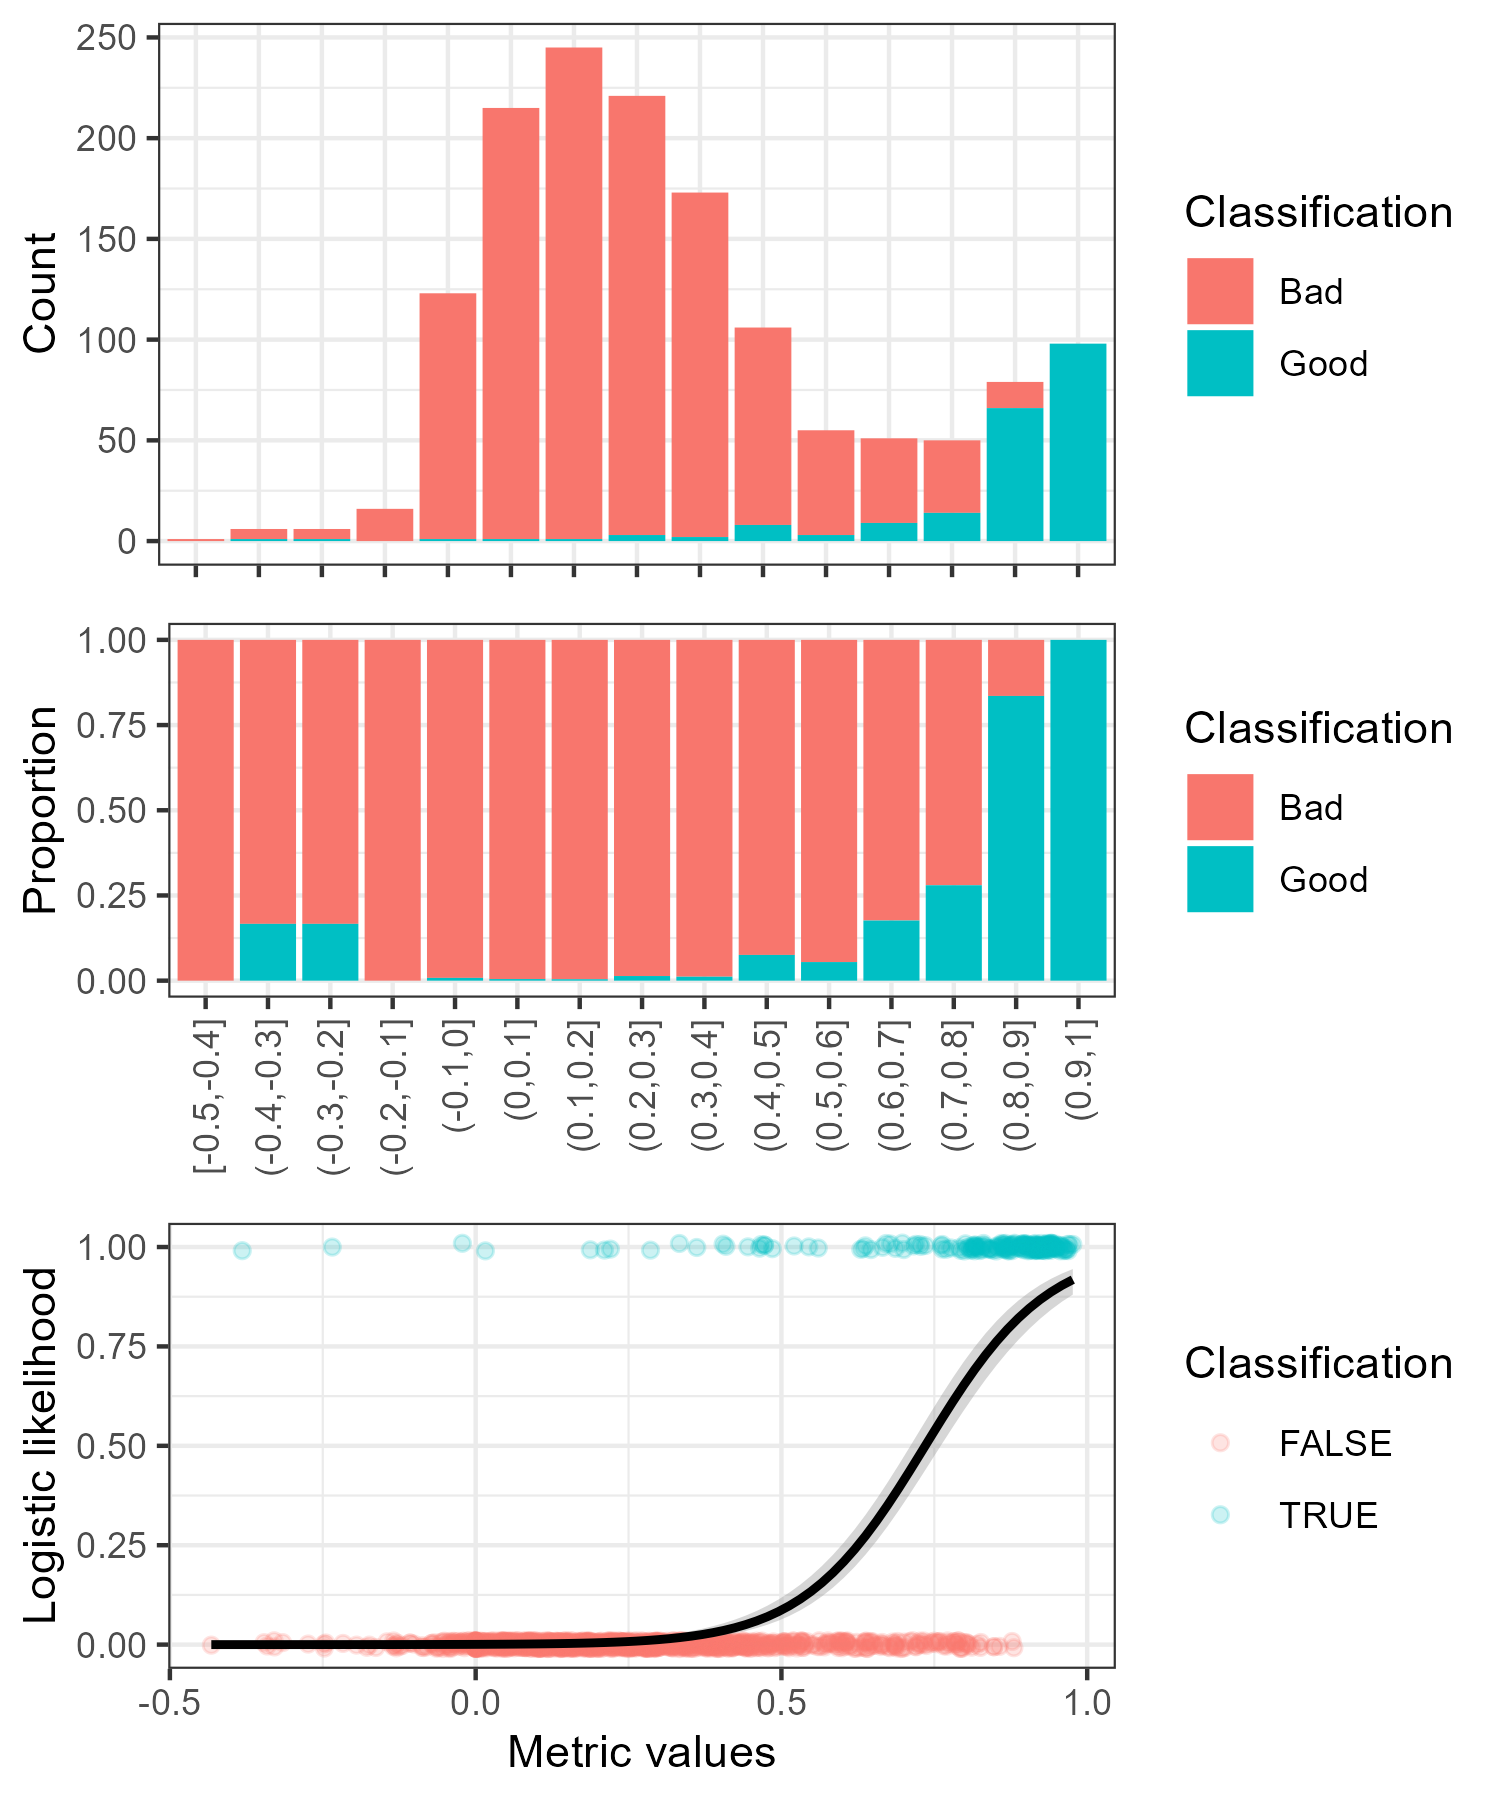 250
200
150
100
50
0
Count
Classification
Bad
Good
1.00
0.75
0.50
0.25
0.00
Proportion
Classification
Bad
Good
[-0.5,-0.4]
(-0.4,-0.3]
(-0.3,-0.2]
(-0.2,-0.1]
(-0.1,0]
(0,0.1]
(0.1,0.2]
(0.2,0.3]
(0.3,0.4]
(0.4,0.5]
(0.5,0.6]
(0.6,0.7]
(0.7,0.8]
(0.8,0.9]
(0.9,1]
1.00
0.75
0.50
0.25
0.00
Logistic likelihood
Classification
FALSE
TRUE
-0.5 0.0 0.5 1.0
Metric values